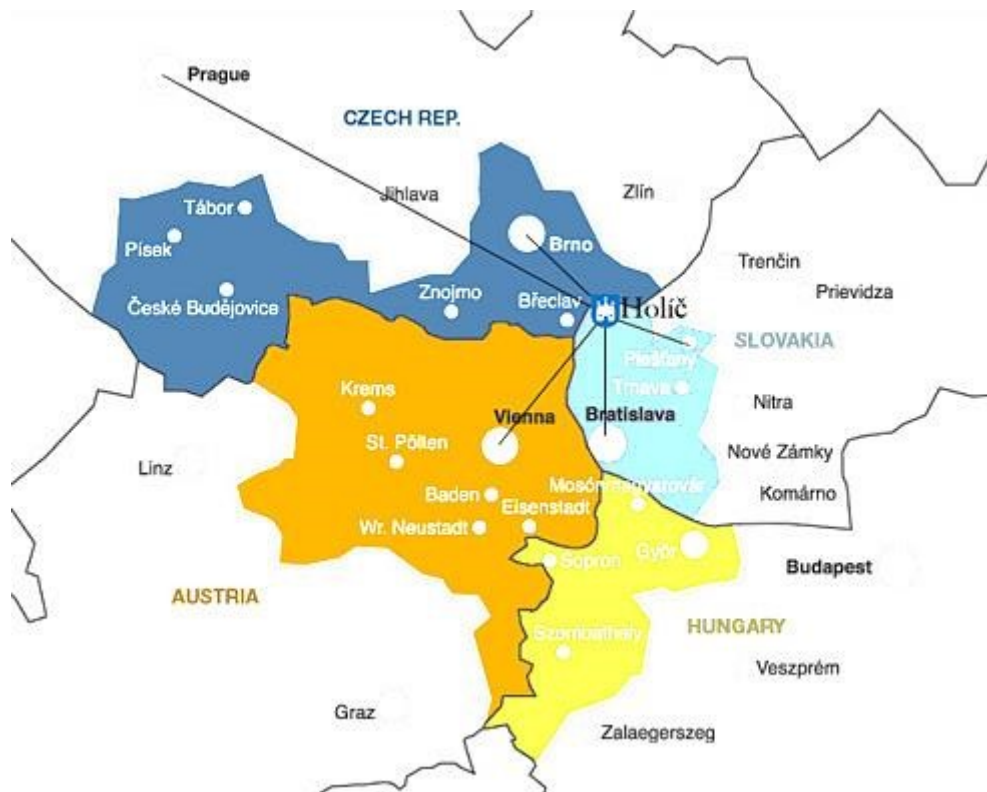 Prague
CZECH REP.
Jihlava
Zlín
Tábor
Písek
Brno
Trenčín
České Budějovice
Znojmo
Břeclav
Holíč
Prievidza
SLOVAKIA
Piešťany
Krems
Trnava
Vienna
Bratislava
Nitra
St. Pölten
Linz
Nové Zámky
Mosónmagyarovár
Baden
Komárno
Eisenstadt
Wr. Neustadt
Győr
Sopron
Budapest
AUSTRIA
HUNGARY
Szombathely
Veszprém
Graz
Zalaegerszeg